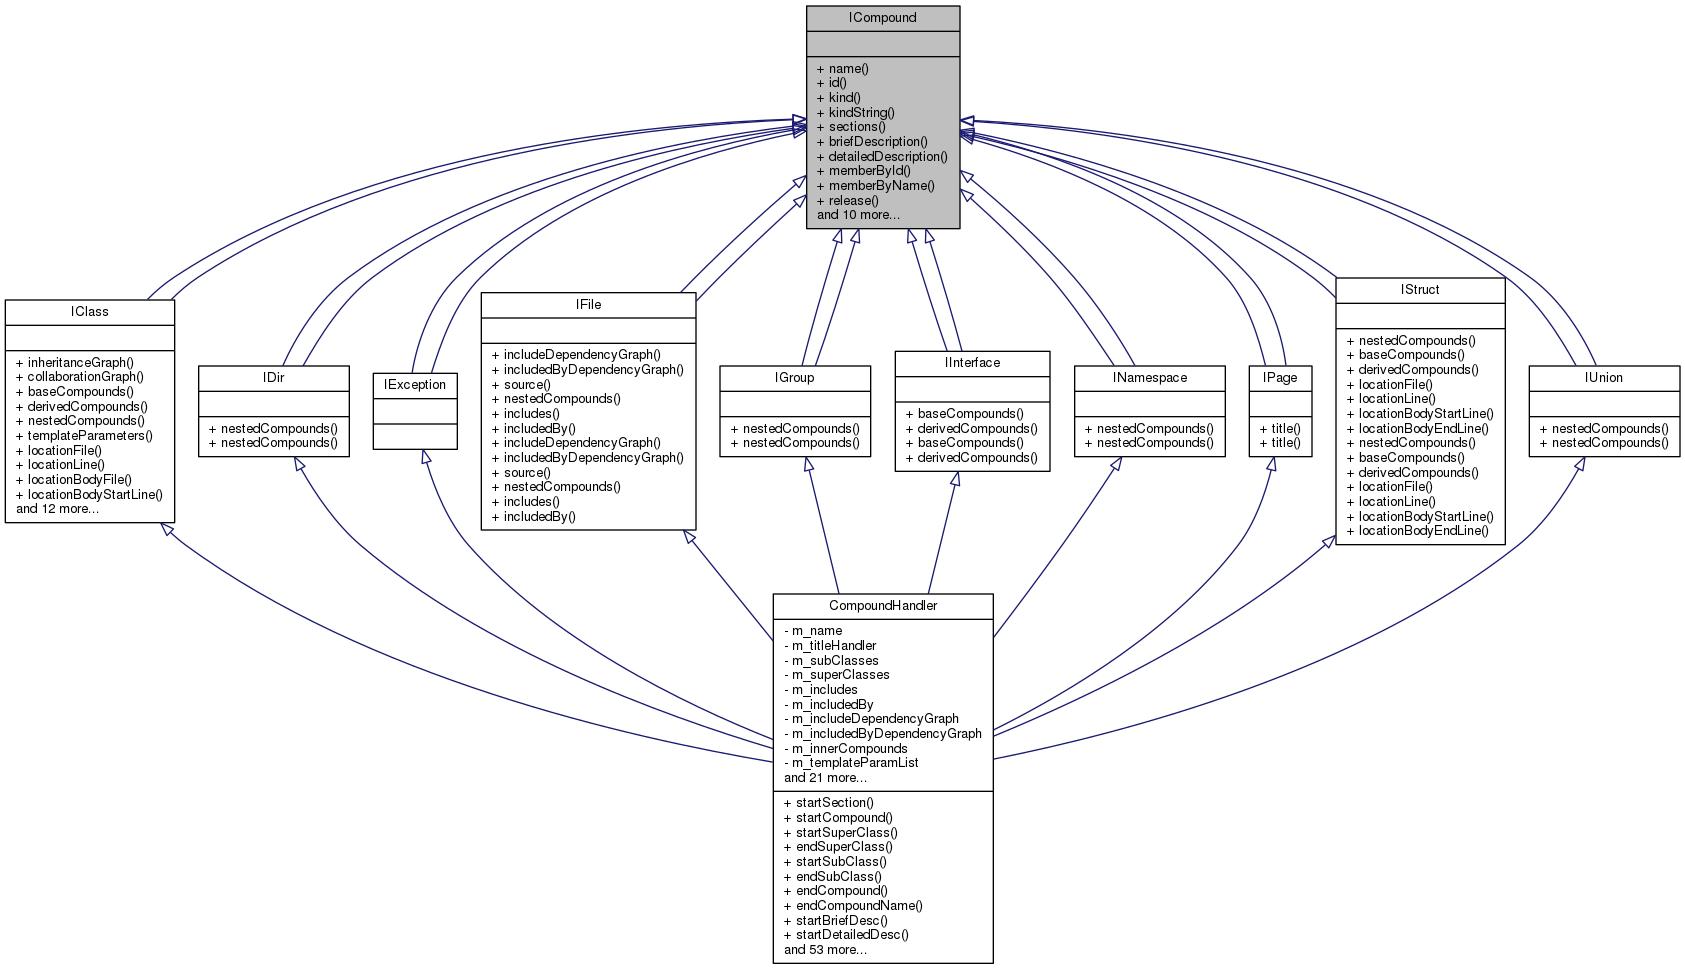 ICompound
+ name()
+ id()
+ kind()
+ kindString()
+ sections()
+ briefDescription()
+ detailedDescription()
+ memberById()
+ memberByName()
+ release()
and 10 more...
IClass
+ inheritanceGraph()
+ collaborationGraph()
+ baseCompounds()
+ derivedCompounds()
+ nestedCompounds()
+ templateParameters()
+ locationFile()
+ locationLine()
+ locationBodyFile()
+ locationBodyStartLine()
and 12 more...
IDir
+ nestedCompounds()
+ nestedCompounds()
IException
IFile
+ includeDependencyGraph()
+ includedByDependencyGraph()
+ source()
+ nestedCompounds()
+ includes()
+ includedBy()
+ includeDependencyGraph()
+ includedByDependencyGraph()
+ source()
+ nestedCompounds()
+ includes()
+ includedBy()
IGroup
+ nestedCompounds()
+ nestedCompounds()
IInterface
+ baseCompounds()
+ derivedCompounds()
+ baseCompounds()
+ derivedCompounds()
INamespace
+ nestedCompounds()
+ nestedCompounds()
IPage
+ title()
+ title()
IStruct
+ nestedCompounds()
+ baseCompounds()
+ derivedCompounds()
+ locationFile()
+ locationLine()
+ locationBodyStartLine()
+ locationBodyEndLine()
+ nestedCompounds()
+ baseCompounds()
+ derivedCompounds()
+ locationFile()
+ locationLine()
+ locationBodyStartLine()
+ locationBodyEndLine()
IUnion
+ nestedCompounds()
+ nestedCompounds()
CompoundHandler
- m_name
- m_titleHandler
- m_subClasses
- m_superClasses
- m_includes
- m_includedBy
- m_includeDependencyGraph
- m_includedByDependencyGraph
- m_innerCompounds
- m_templateParamList
and 21 more...
+ startSection()
+ startCompound()
+ startSuperClass()
+ endSuperClass()
+ startSubClass()
+ endSubClass()
+ endCompound()
+ endCompoundName()
+ startBriefDesc()
+ startDetailedDesc()
and 53 more...